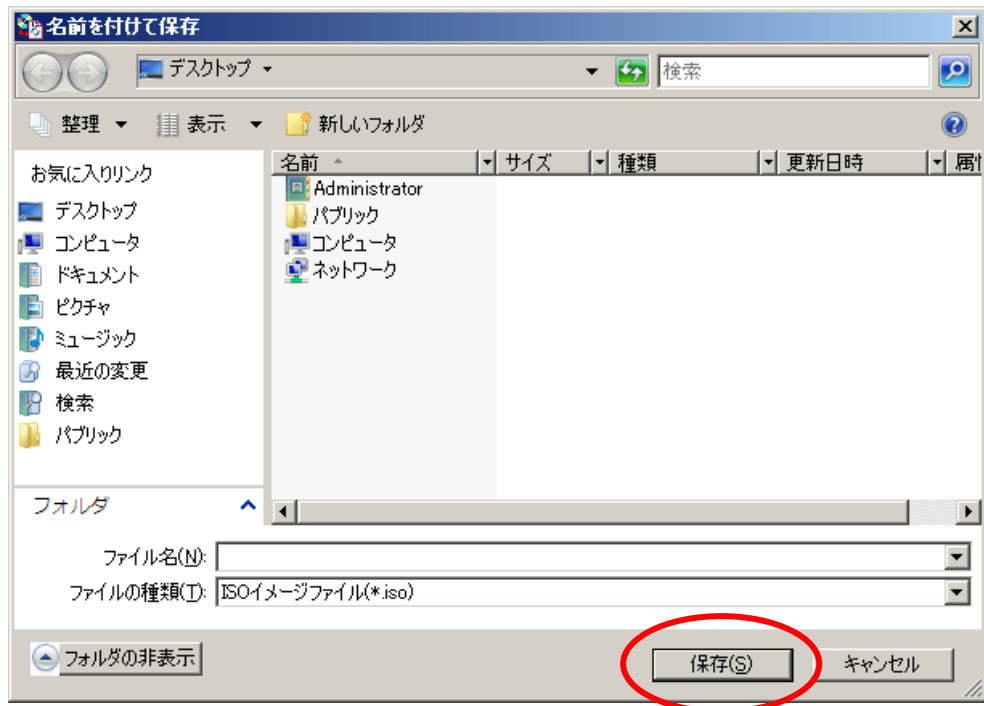 名前を付けて保存
デスクトップ
検索
整理 表示 新しいフォルダ
お気に入りリンク
デスクトップ
コンピュータ
ドキュメント
ピクチャ
ミュージック
最近の変更
検索
パブリック
フォルダ
名前 サイズ 種類 更新日時 属
Administrator
パブリック
コンピュータ
ネットワーク
ファイル名(N):
ファイルの種類(T): ISOイメージファイル(*.iso)
フォルダの非表示 保存(S) キャンセル